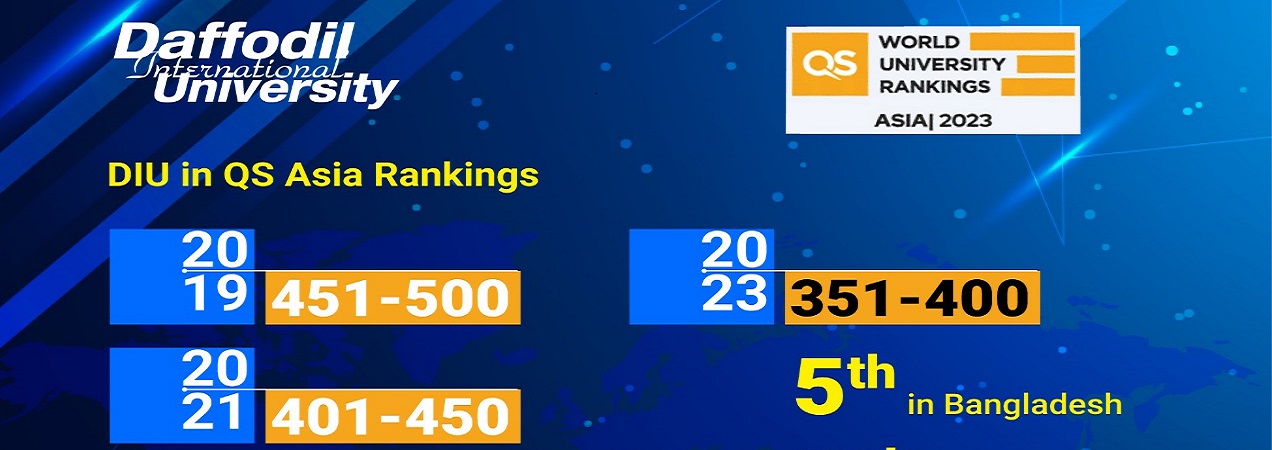 Daffodil
International
University
QS
WORLD
UNIVERSITY
RANKINGS
ASIA| 2023
DIU in QS Asia Rankings
20
19
451-500
20
21
401-450
20
23
351-400
5th
in Bangladesh